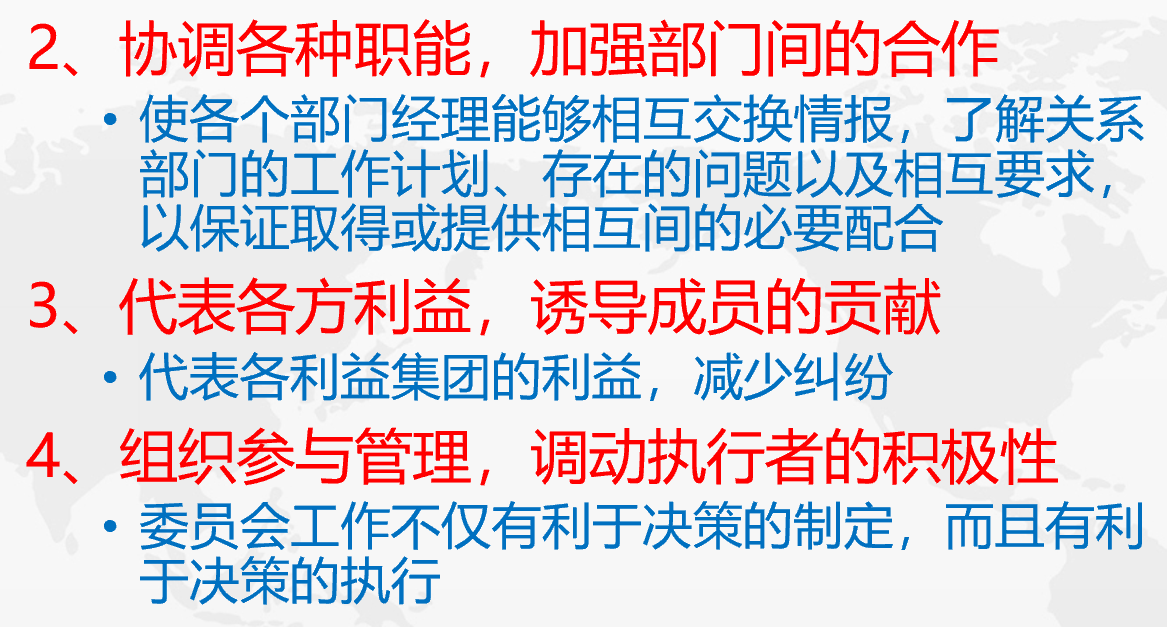 2、协调各种职能，加强部门间的合作
• 使各个部门经理能够相互交换情报，了解关系
部门的工作计划、存在的问题以及相互要求，
以保证取得或提供相互间的必要配合
3、代表各方利益，诱导成员的贡献
• 代表各利益集团的利益，减少纠纷
4、组织参与管理，调动执行者的积极性
• 委员会工作不仅有利于决策的制定，而且有利
于决策的执行